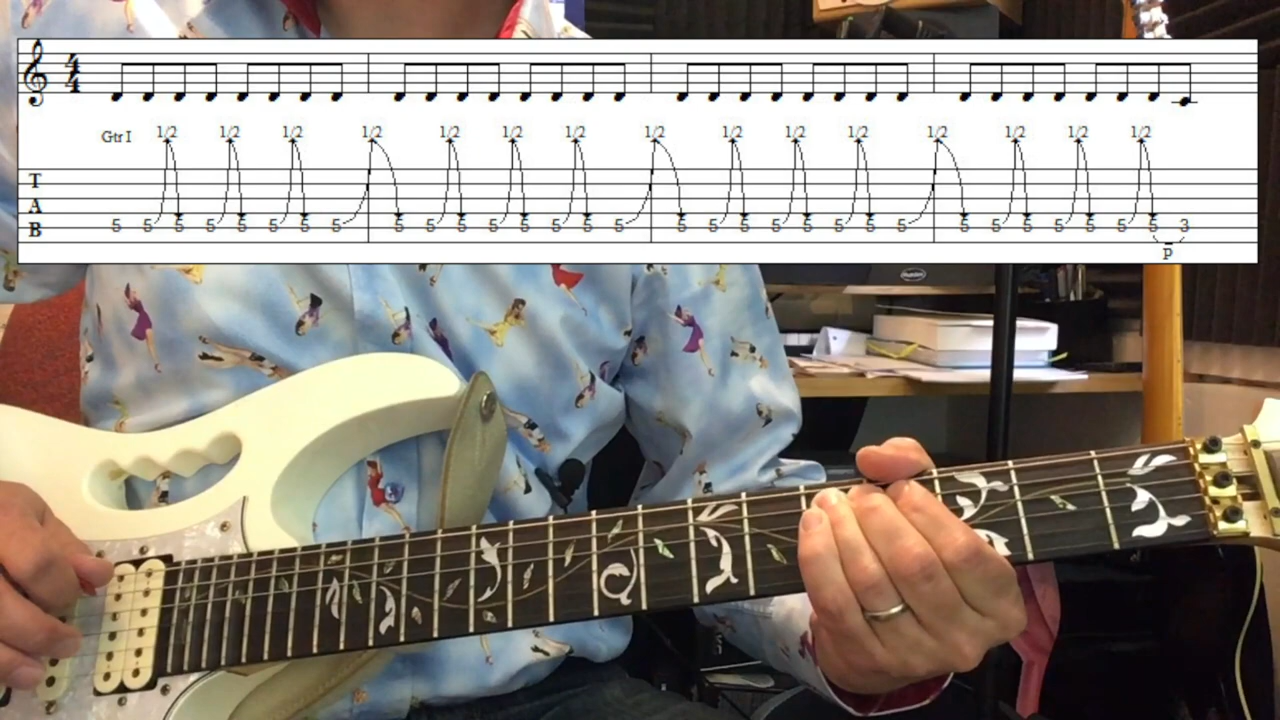 4
4
Gtr I 1/2 1/2 1/2 1/2 1/2 1/2 1/2 1/2 1/2 1/2 1/2 1/2 1/2 1/2 1/2
T
A
B 5 5 5 5 5 5 5 5 5 5 5 5 5 5 5 5 5 5 5 5 5 5 5 5 5 5 5 5 5 5 5 3
P